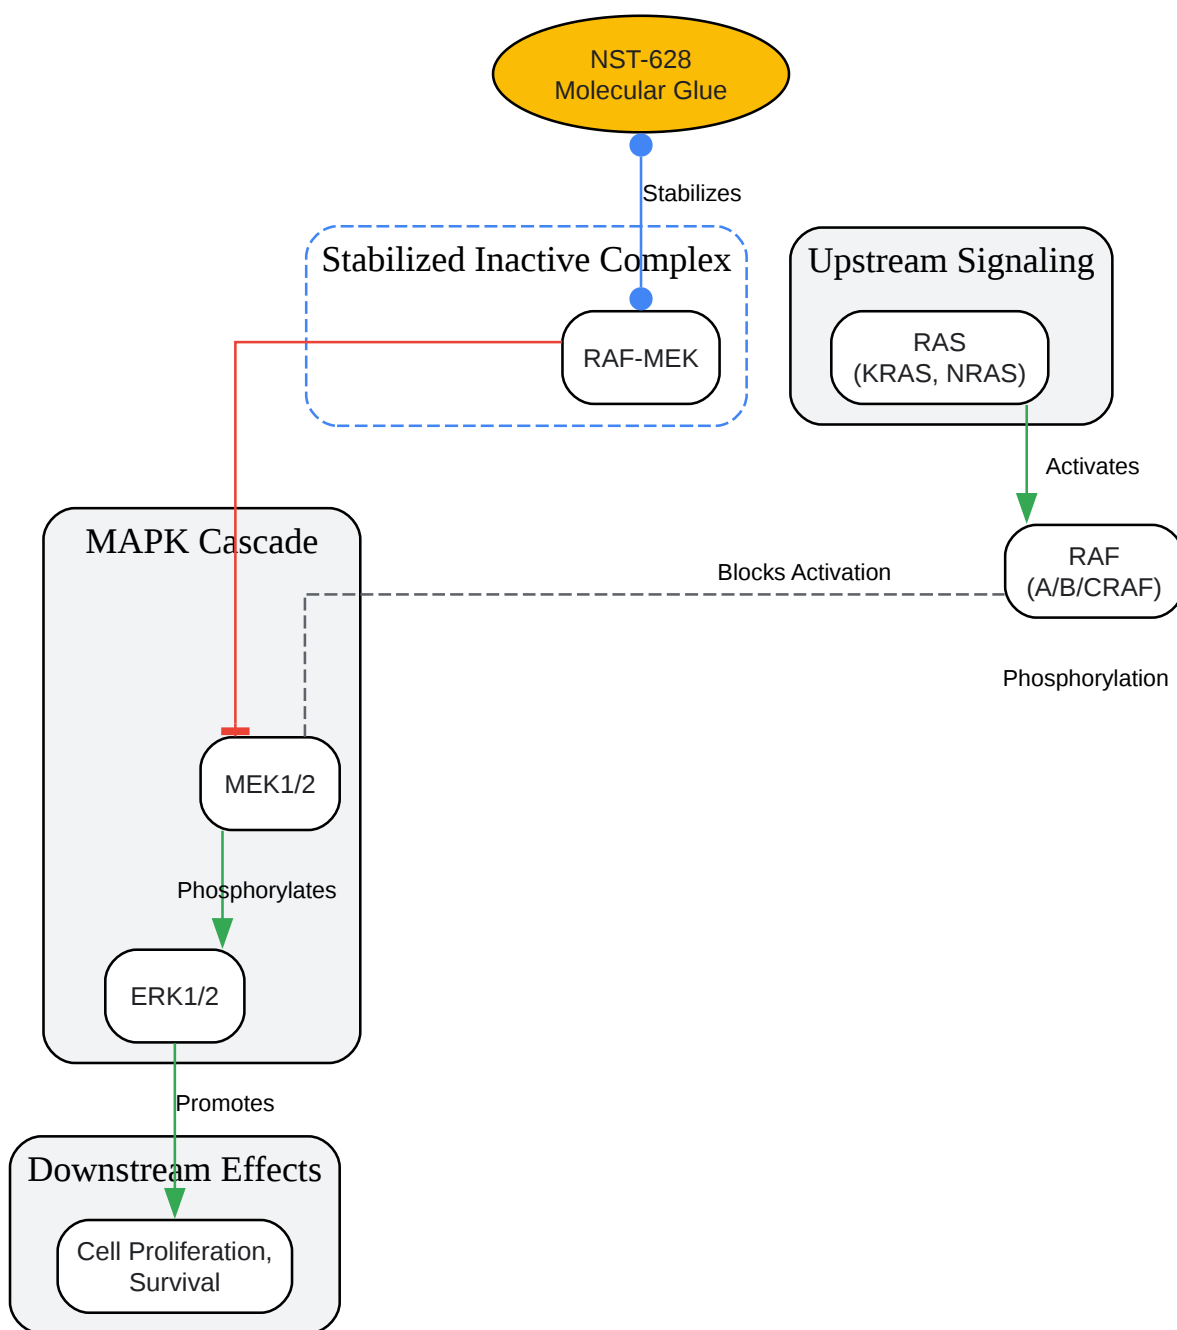 NST-628
Molecular Glue
Stabilizes
Stabilized Inactive Complex
Upstream Signaling
RAF-MEK
RAS
(KRAS, NRAS)
Activates
MAPK Cascade
RAF
(A/B/CRAF)
Blocks Activation
Phosphorylation
MEK1/2
Phosphorylates
ERK1/2
Promotes
Downstream Effects
Cell Proliferation,
Survival